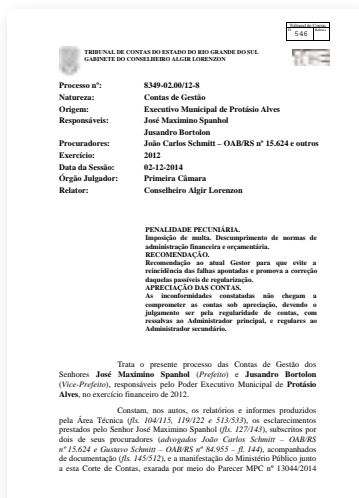 Tribunal de Contas
Fl. Rubrica
546
TRIBUNAL DE CONTAS DO ESTADO DO RIO GRANDE DO SUL
GABINETE DO CONSELHEIRO ALGIR LORENZON
Processo nº: 8349-02.00/12-8
Natureza: Contas de Gestão
Origem: Executivo Municipal de Protásio Alves
Responsáveis: José Maximino Spanhol
Jusandro Bortolon
Procuradores: João Carlos Schmitt – OAB/RS nº 15.624 e outros
Exercício: 2012
Data da Sessão: 02-12-2014
Órgão Julgador: Primeira Câmara
Relator: Conselheiro Algir Lorenzon
PENALIDADE PECUNIÁRIA.
Imposição de multa. Descumprimento de normas de
administração financeira e orçamentária.
RECOMENDAÇÃO.
Recomendação ao atual Gestor para que evite a
reincidência das falhas apontadas e promova a correção
daquelas passíveis de regularização.
APRECIAÇÃO DAS CONTAS.
As inconformidades constatadas não chegam a
comprometer as contas sob apreciação, devendo o
julgamento ser pela regularidade de contas, com
ressalvas ao Administrador principal, e regulares ao
Administrador secundário.
Trata o presente processo das Contas de Gestão dos
Senhores José Maximino Spanhol (Prefeito) e Jusandro Bortolon
(Vice-Prefeito), responsáveis pelo Poder Executivo Municipal de Protásio
Alves, no exercício financeiro de 2012.
Constam, nos autos, os relatórios e informes produzidos
pela Área Técnica (fls. 104/115, 119/122 e 513/533), os esclarecimentos
prestados pelo Senhor José Maximino Spanhol (fls. 127/143), subscritos por
dois de seus procuradores (advogados João Carlos Schmitt – OAB/RS
nº 15.624 e Gustavo Schmitt – OAB/RS nº 84.955 – fl. 144), acompanhados
de documentação (fls. 145/512), e a manifestação do Ministério Público junto
a esta Corte de Contas, exarada por meio do Parecer MPC nº 13044/2014